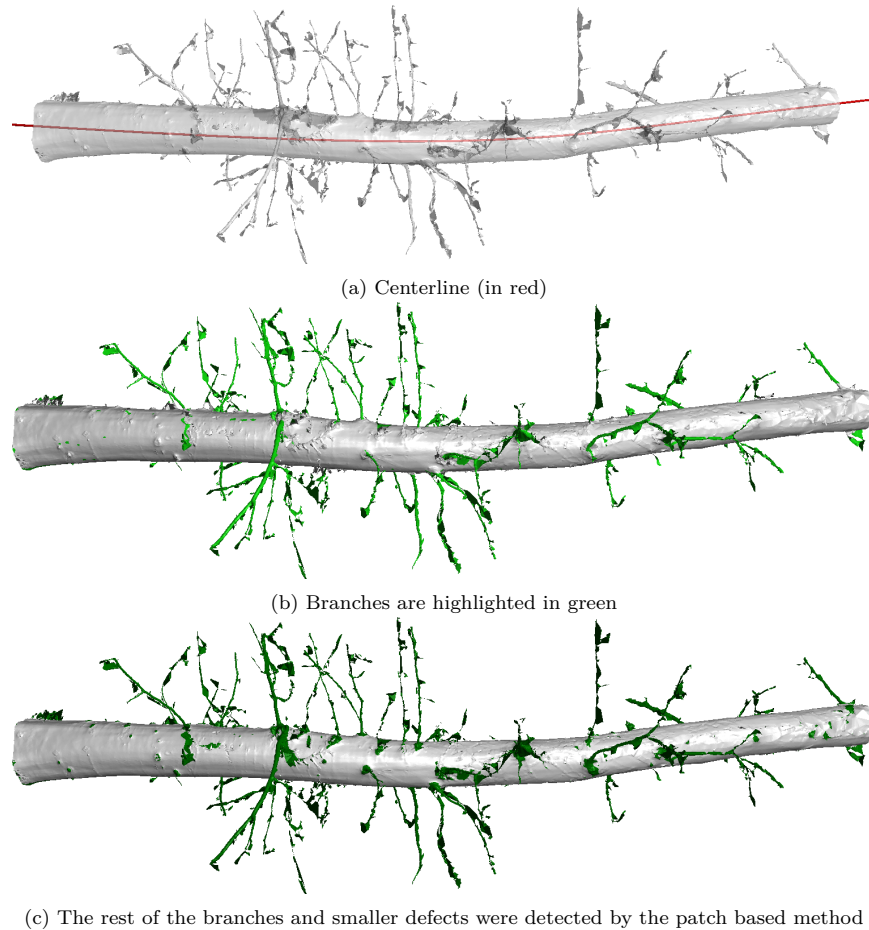 (a) Centerline (in red)
(b) Branches are highlighted in green
(c) The rest of the branches and smaller defects were detected by the patch based method